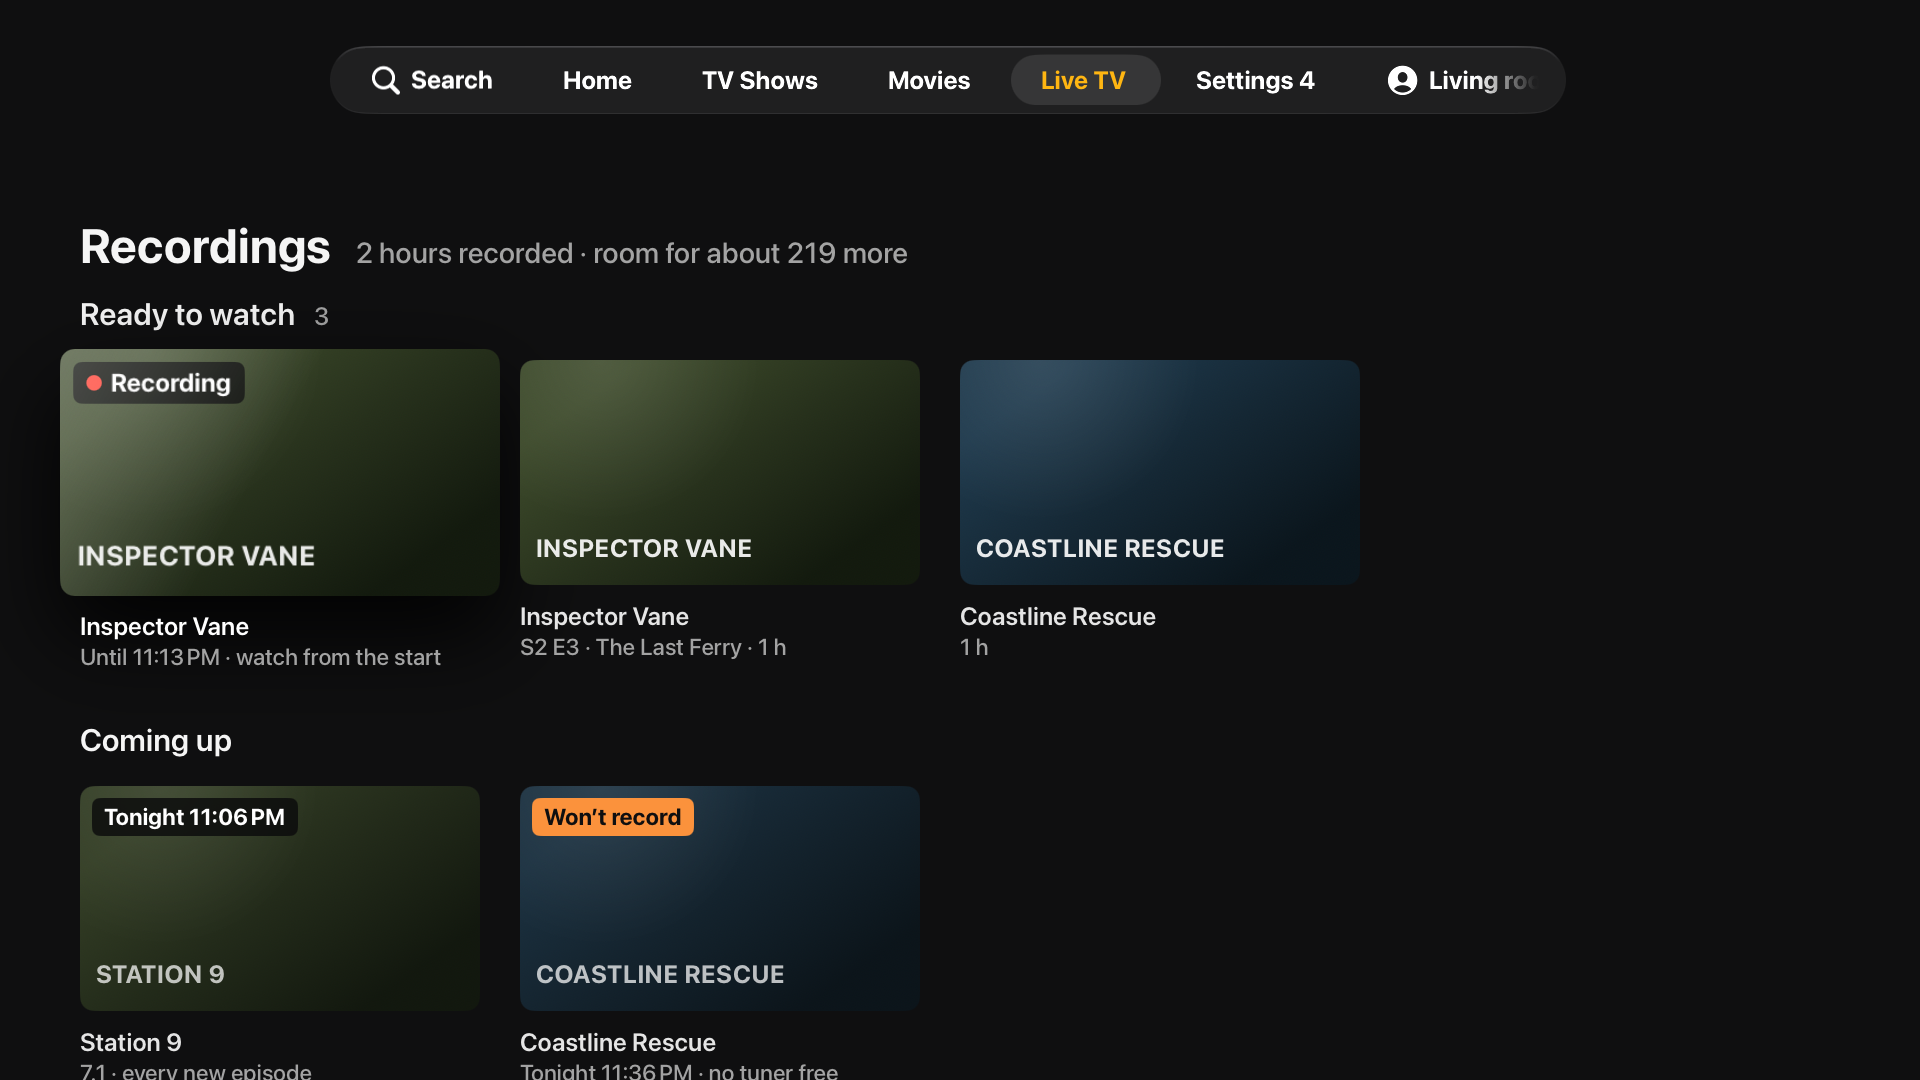 Search Home TV Shows Movies Live TV Settings 4 Living
Recordings 2 hours recorded · room for about 219 more
Ready to watch 3
Recording
INSPECTOR VANE INSPECTOR VANE COASTLINE RESCUE
Inspector Vane Inspector Vane Coastline Rescue
Until 11:13 PM · watch from the start S2 E3 · The Last Ferry · 1 h 1 h
Coming up
Tonight 11:06 PM Won't record
STATION 9 COASTLINE RESCUE
Station 9 Coastline Rescue
7.1 · every new episode Tonight 11:36 PM · no tuner free